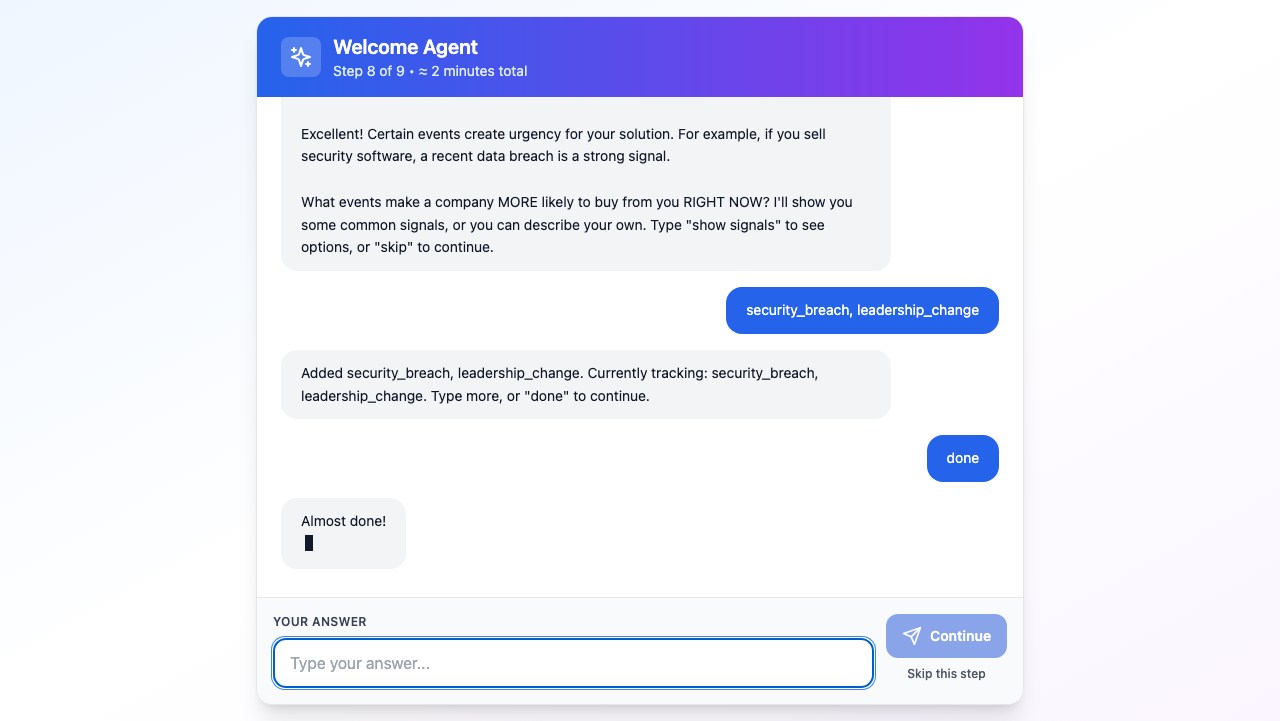 Welcome Agent
Step 8 of 9 • ≈ 2 minutes total
Excellent! Certain events create urgency for your solution. For example, if you sell
security software, a recent data breach is a strong signal.
What events make a company MORE likely to buy from you RIGHT NOW? I'll show you
some common signals, or you can describe your own. Type "show signals" to see
options, or "skip" to continue.
security_breach, leadership_change
Added security_breach, leadership_change. Currently tracking: security_breach,
leadership_change. Type more, or "done" to continue.
done
Almost done!
YOUR ANSWER
Type your answer...
Continue
Skip this step